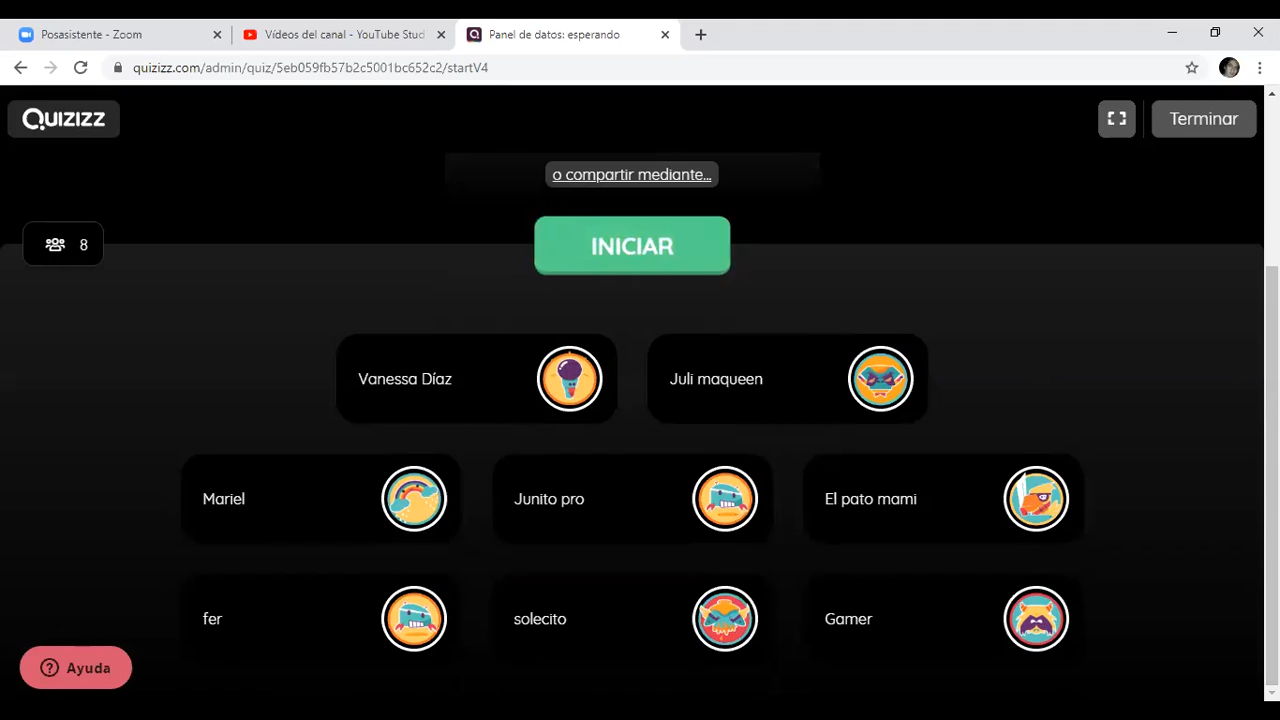 Posasistente - Zoom
Vídeos del canal - YouTube Stud
Panel de datos: esperando
quizizz.com/admin/quiz/5eb059fb57b2c5001bc652c2/startV4
Quizizz
Terminar
o compartir mediante...
8
INICIAR
Vanessa Díaz
Juli maqueen
Mariel
Junito pro
El pato mami
fer
solecito
Gamer
Ayuda